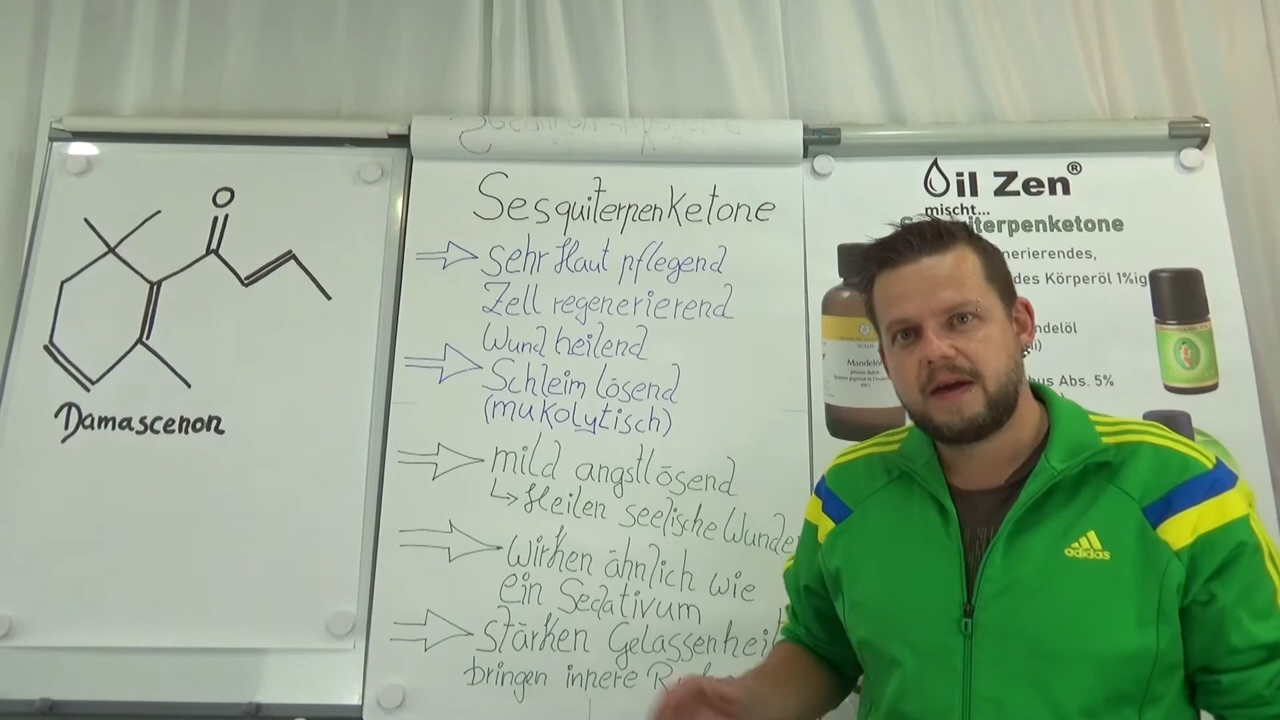 O
Damascenon
Sesquiterpenketone
sehr Haut pflegend
Zell regenerierend
Wund heilend
Schleim lösend
(mukolytisch)
mild angstlösend
Heilen seelische Wunde
Wirken ähnlich wie
ein Sedativum
stärken Gelassenheit
bringen innere
Oil Zen®
mischt...
iterpenketone
nerierendes,
des Körperöl 1%ig
ndelöl
Mandelöl
us Abs. 5%
adidas